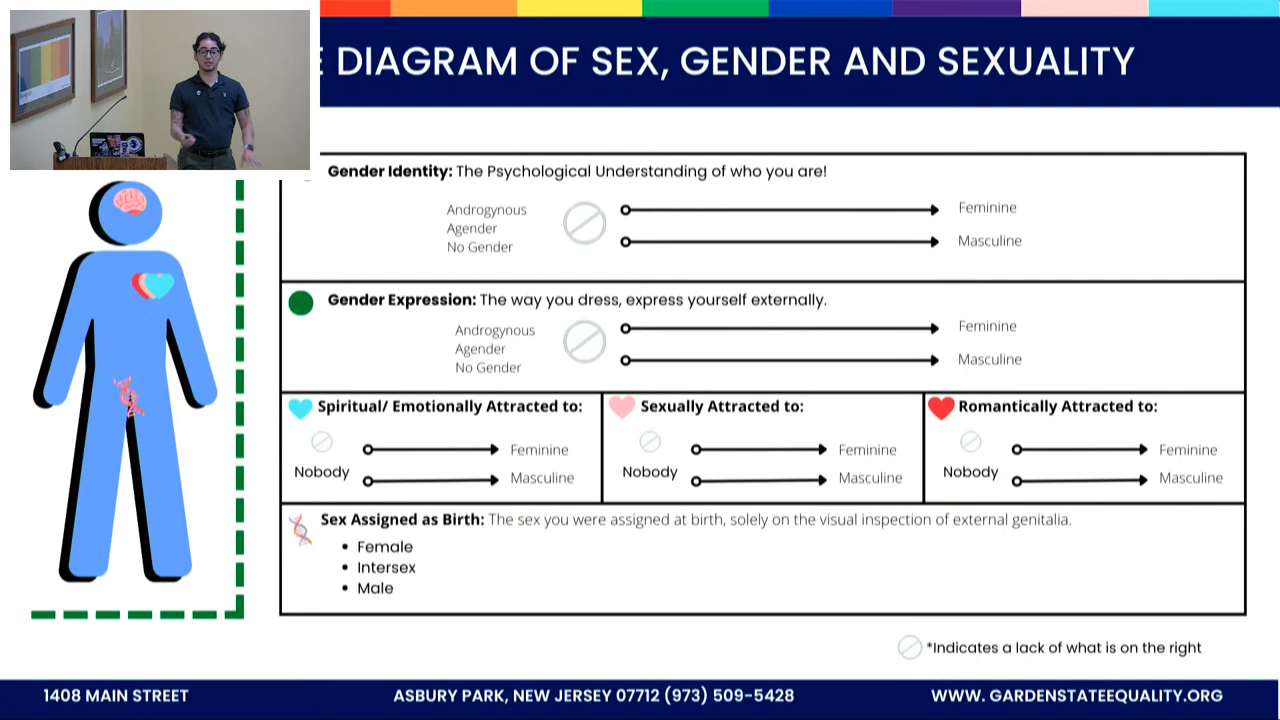 DIAGRAM OF SEX, GENDER AND SEXUALITY
Gender Identity: The Psychological Understanding of who you are!
Androgynous
Agender
No Gender
Feminine
Masculine
Gender Expression: The way you dress, express yourself externally.
Androgynous
Agender
No Gender
Feminine
Masculine
Spiritual/ Emotionally Attracted to:
Nobody
Feminine
Masculine
Sexually Attracted to:
Nobody
Feminine
Masculine
Romantically Attracted to:
Nobody
Feminine
Masculine
Sex Assigned as Birth: The sex you were assigned at birth, solely on the visual inspection of external genitalia.
• Female
• Intersex
• Male
*Indicates a lack of what is on the right
1408 MAIN STREET
ASBURY PARK, NEW JERSEY 07712 (973) 509-5428
WWW. GARDENSTATEEQUALITY.ORG